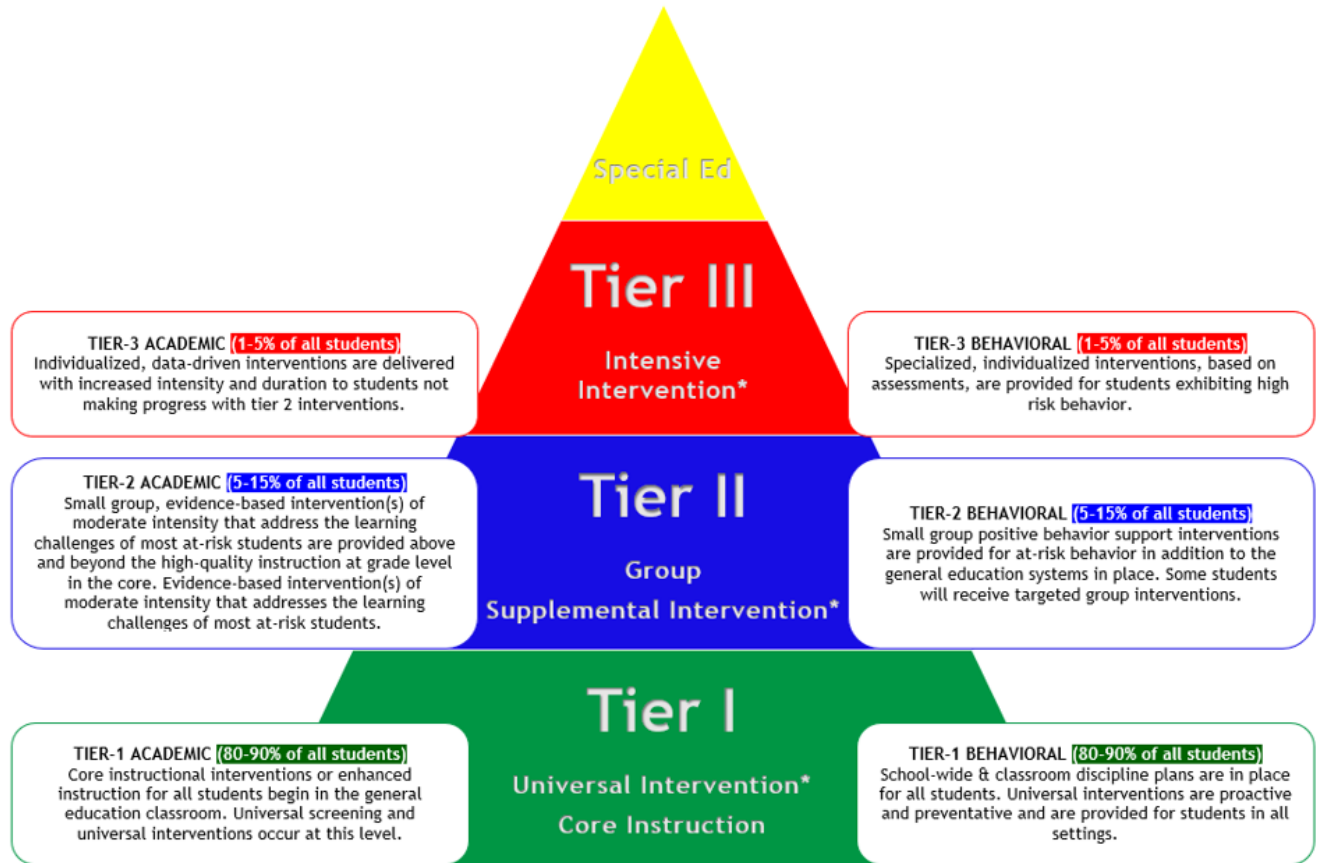 Special Ed
Tier III
Intensive
Intervention*
TIER-3 ACADEMIC (1-5% of all students)
Individualized, data-driven interventions are delivered
with increased intensity and duration to students not
making progress with tier 2 interventions.
TIER-3 BEHAVIORAL (1-5% of all students)
Specialized, individualized interventions, based on
assessments, are provided for students exhibiting high
risk behavior.
Tier II
Group
Supplemental Intervention*
TIER-2 ACADEMIC (5-15% of all students)
Small group, evidence-based intervention(s) of
moderate intensity that address the learning
challenges of most at-risk students are provided above
and beyond the high-quality instruction at grade level
in the core. Evidence-based intervention(s) of
moderate intensity that addresses the learning
challenges of most at-risk students.
TIER-2 BEHAVIORAL (5-15% of all students)
Small group positive behavior support interventions
are provided for at-risk behavior in addition to the
general education systems in place. Some students
will receive targeted group interventions.
Tier I
Universal Intervention*
Core Instruction
TIER-1 ACADEMIC (80-90% of all students)
Core instructional interventions or enhanced
instruction for all students begin in the general
education classroom. Universal screening and
universal interventions occur at this level.
TIER-1 BEHAVIORAL (80-90% of all students)
School-wide & classroom discipline plans are in place
for all students. Universal interventions are proactive
and preventative and are provided for students in all
settings.